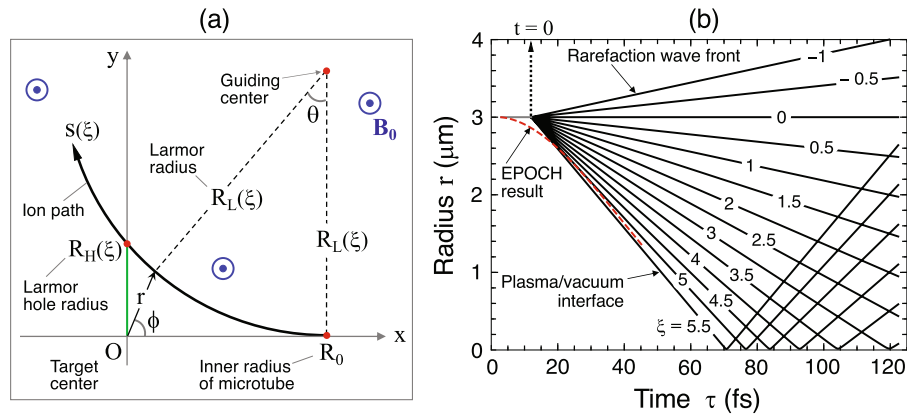 (a)
y
Guiding
center
θ
B₀
s(ξ)
Larmor
radius
R_L(ξ)
Ion path
R_H(ξ)
R_L(ξ)
Larmor
hole radius
r
ϕ
x
O
R₀
Target
center
Inner radius
of microtube
(b)
t = 0
4
3
2
1
0
Radius r (μm)
Rarefaction wave front
−1
− 0.5
0
0.5
1
1.5
2
2.5
3
3.5
4
4.5
5
ξ = 5.5
EPOCH
result
Plasma/vacuum
interface
0 20 40 60 80 100 120
Time τ (fs)